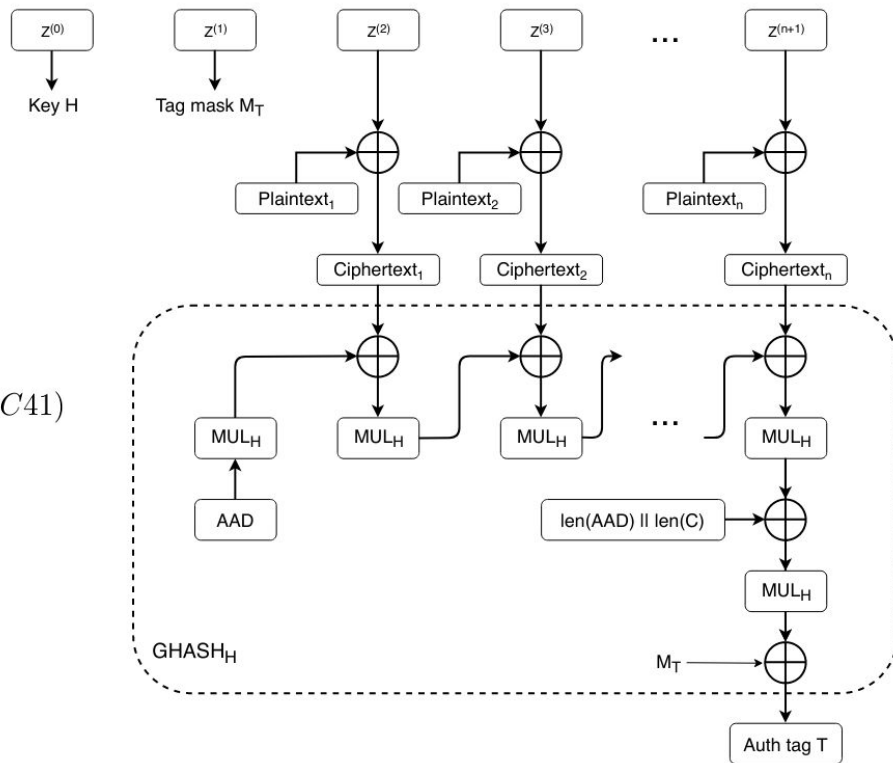 Z(0) Z(1) Z(2) Z(3) ... Z(n+1)
Key H Tag mask MT
Plaintext1 Plaintext2 Plaintextn
Ciphertext1 Ciphertext2 Ciphertextn
C41)
MULH MULH MULH ... MULH
AAD len(AAD) || len(C)
MULH
GHASHH
MT
Auth tag T